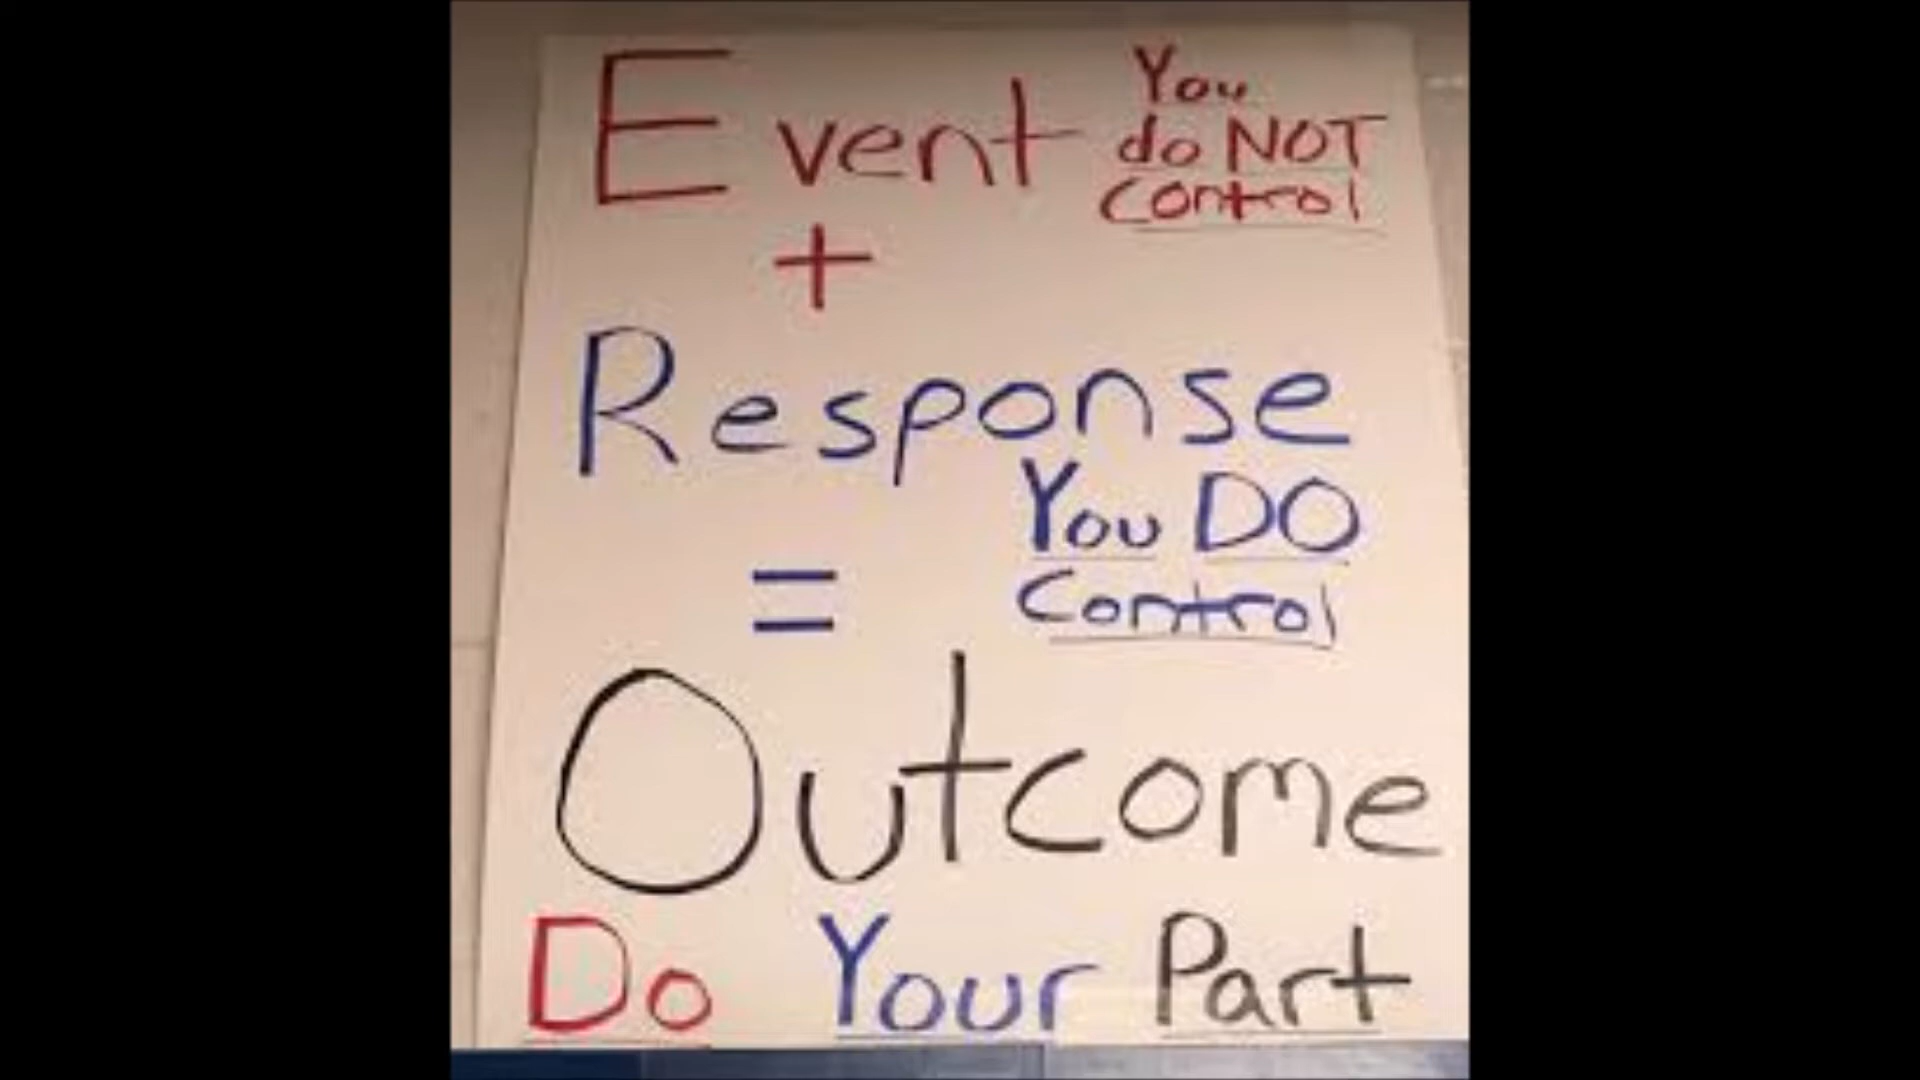 Event You
do NOT
control
+
Response
You DO
= Control
Outcome
Do Your Part